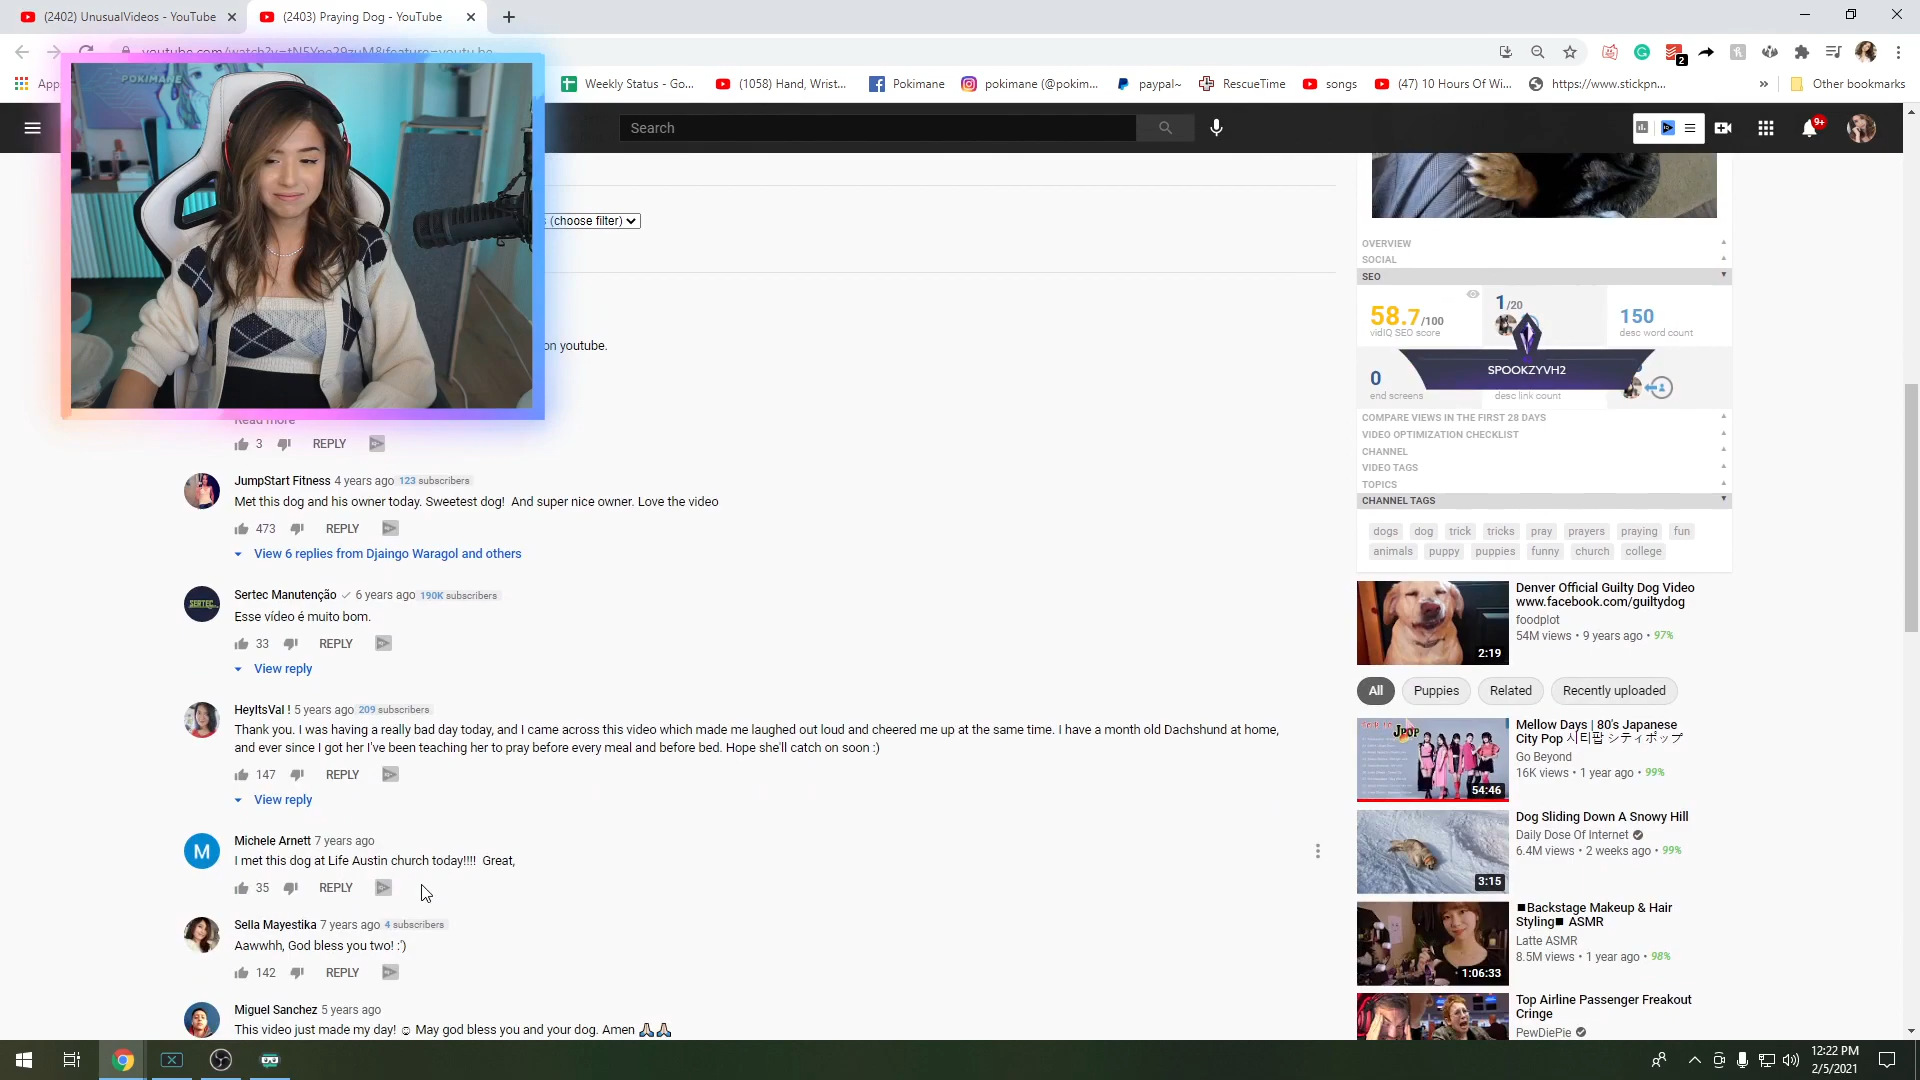 (2402) UnusualVideos - YouTube
(2403) Praying Dog - YouTube
Weekly Status - Go...
(1058) Hand, Wrist...
Pokimane
pokimane (@pokim...
paypal~
RescueTime
songs
(47) 10 Hours Of Wi...
https://www.stickpn...
»
Other bookmarks
2
POKIMANE
Search
9+
(choose filter)
on youtube.
Read more
3 REPLY
JumpStart Fitness 4 years ago 123 subscribers
Met this dog and his owner today. Sweetest dog! And super nice owner. Love the video
473 REPLY
View 6 replies from Djaingo Waragol and others
Sertec Manutenção 6 years ago 190K subscribers
Esse vídeo é muito bom.
33 REPLY
View reply
HeyItsVal ! 5 years ago 209 subscribers
Thank you. I was having a really bad day today, and I came across this video which made me laughed out loud and cheered me up at the same time. I have a month old Dachshund at home,
and ever since I got her I've been teaching her to pray before every meal and before bed. Hope she'll catch on soon :)
147 REPLY
View reply
M
Michele Arnett 7 years ago
I met this dog at Life Austin church today!!!! Great,
35 REPLY
Sella Mayestika 7 years ago 4 subscribers
Aawwhh, God bless you two! :')
142 REPLY
Miguel Sanchez 5 years ago
This video just made my day! ☺ May god bless you and your dog. Amen 🙏🙏
OVERVIEW
SOCIAL
SEO
58.7/100
vidIQ SEO score
1/20
150
desc word count
SPOOKZYVH2
0
end screens
desc link count
COMPARE VIEWS IN THE FIRST 28 DAYS
VIDEO OPTIMIZATION CHECKLIST
CHANNEL
VIDEO TAGS
TOPICS
CHANNEL TAGS
dogs dog trick tricks pray prayers praying fun
animals puppy puppies funny church college
Denver Official Guilty Dog Video
www.facebook.com/guiltydog
foodplot
54M views • 9 years ago • 97%
2:19
All Puppies Related Recently uploaded
Mellow Days | 80's Japanese
City Pop 시티팝 シティポップ
Go Beyond
16K views • 1 year ago • 99%
54:46
Dog Sliding Down A Snowy Hill
Daily Dose Of Internet
6.4M views • 2 weeks ago • 99%
3:15
■Backstage Makeup & Hair
Styling■ ASMR
Latte ASMR
8.5M views • 1 year ago • 98%
1:06:33
Top Airline Passenger Freakout
Cringe
PewDiePie
12:22 PM
2/5/2021